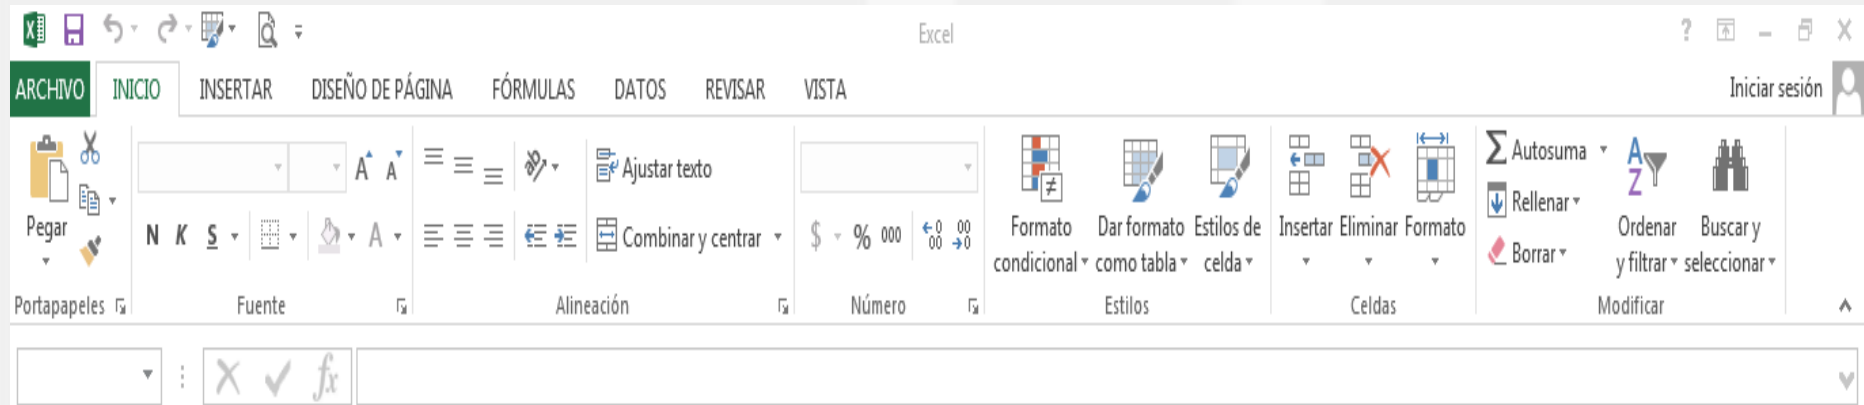 Excel
ARCHIVO INICIO INSERTAR DISEÑO DE PÁGINA FÓRMULAS DATOS REVISAR VISTA Iniciar sesión
Pegar
N K S A A A
Ajustar texto
Combinar y centrar
$ % 000
Formato condicional
Dar formato como tabla
Estilos de celda
Insertar Eliminar Formato
Σ Autosuma
Rellenar
Borrar
Ordenar y filtrar
Buscar y seleccionar
Portapapeles Fuente Alineación Número Estilos Celdas Modificar
fx